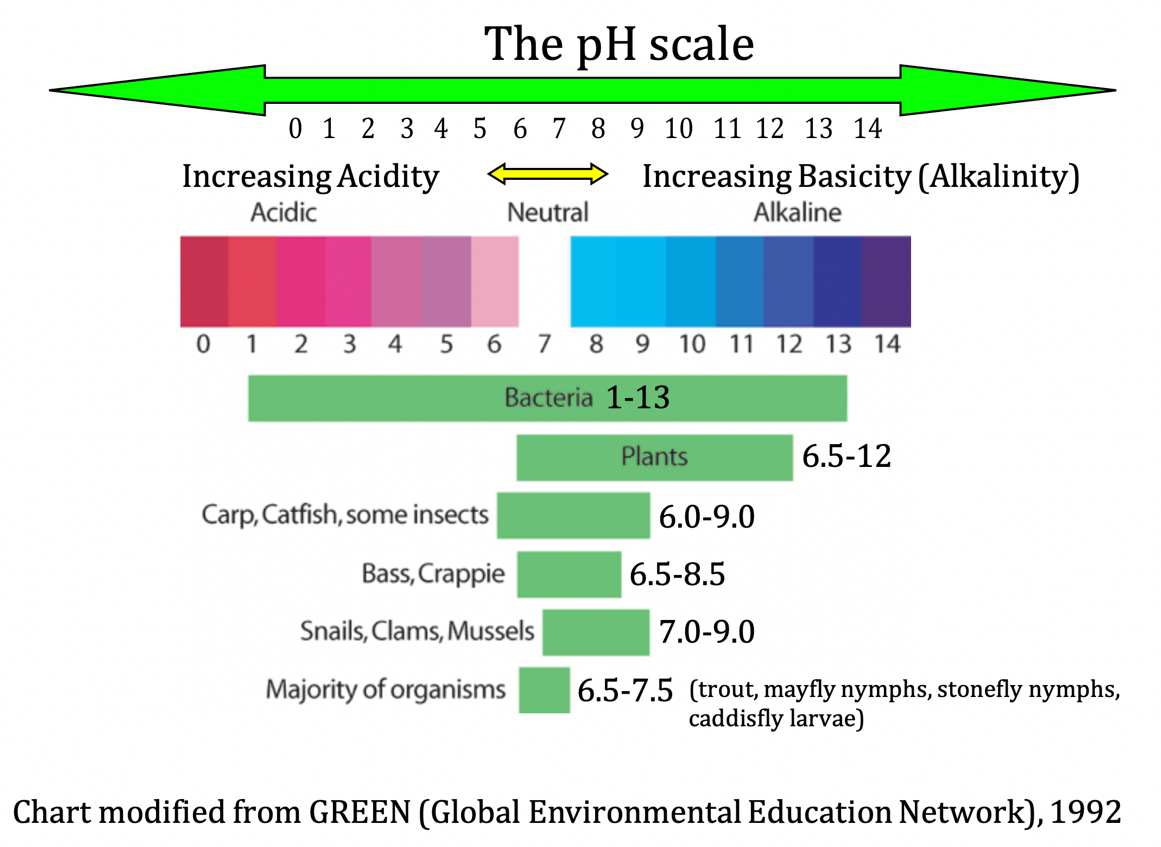 The pH scale
0 1 2 3 4 5 6 7 8 9 10 11 12 13 14
Increasing Acidity Increasing Basicity (Alkalinity)
Acidic Neutral Alkaline
0 1 2 3 4 5 6 7 8 9 10 11 12 13 14
Bacteria 1-13
Plants 6.5-12
Carp, Catfish, some insects 6.0-9.0
Bass, Crappie 6.5-8.5
Snails, Clams, Mussels 7.0-9.0
Majority of organisms 6.5-7.5 (trout, mayfly nymphs, stonefly nymphs,
caddisfly larvae)
Chart modified from GREEN (Global Environmental Education Network), 1992